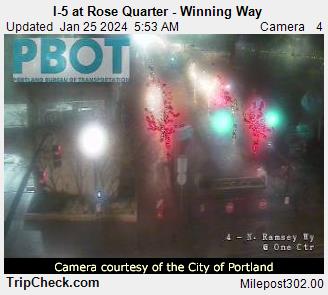 I-5 at Rose Quarter - Winning Way
Updated Jan 25 2024 5:53 AM Camera 4
PBOT
PORTLAND BUREAU OF TRANSPORTATION
4 - N. Ramsey Wy
@ One Ctr
Camera courtesy of the City of Portland
TripCheck.com Milepost302.00